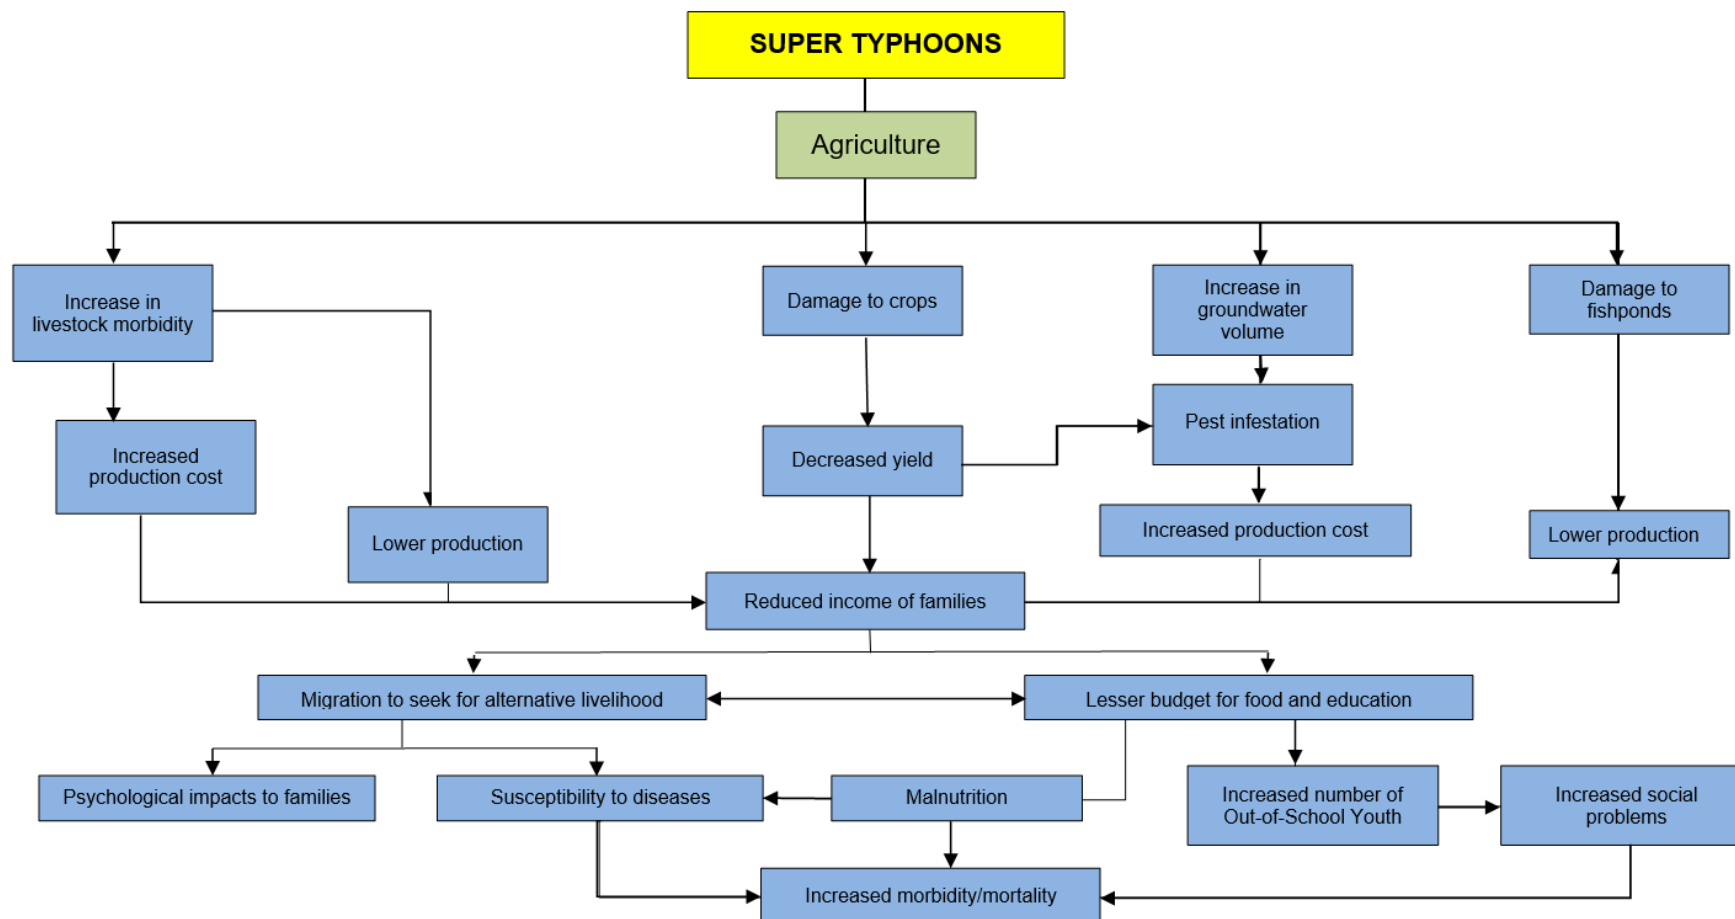 SUPER TYPHOONS
Agriculture
Increase in
livestock morbidity
Damage to crops
Increase in
groundwater
volume
Damage to
fishponds
Increased
production cost
Lower production
Decreased yield
Pest infestation
Increased production cost
Lower production
Reduced income of families
Migration to seek for alternative livelihood
Lesser budget for food and education
Psychological impacts to families
Susceptibility to diseases
Malnutrition
Increased number of
Out-of-School Youth
Increased social
problems
Increased morbidity/mortality